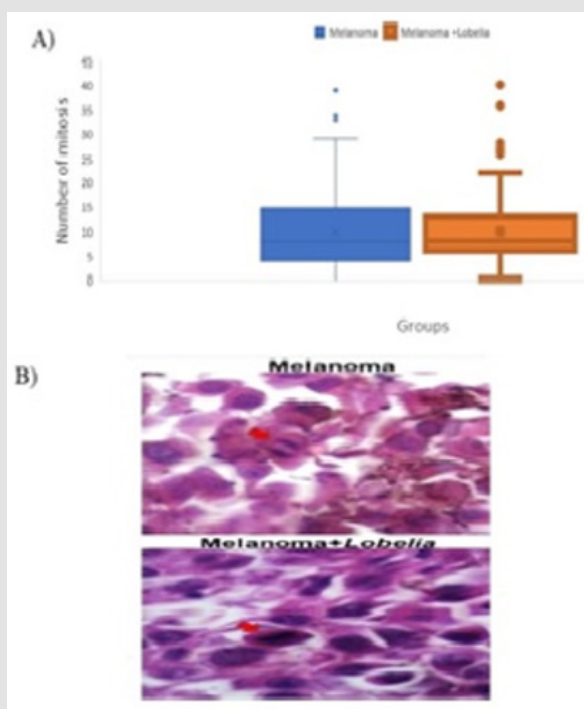 A)
Melanoma Melanoma +Lobelia
Number of mitosis
40
35
30
25
20
15
10
5
0
Groups
B)
Melanoma
Melanoma+Lobelia